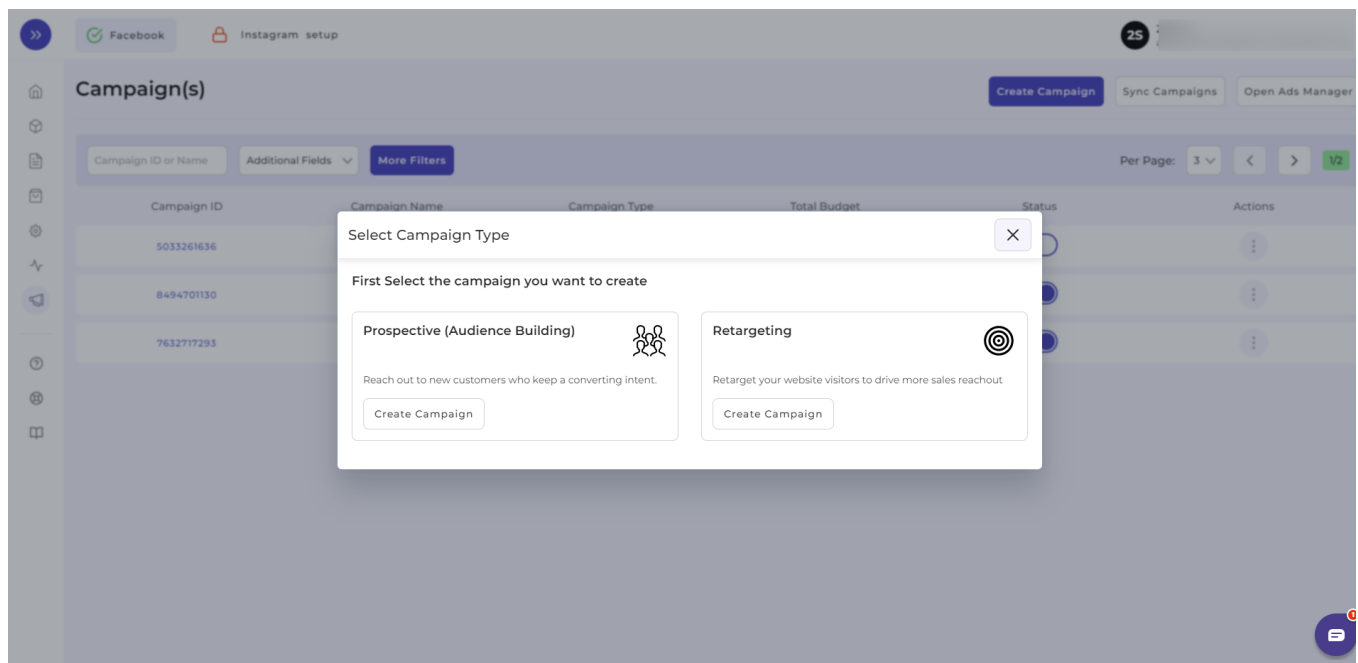 Facebook
Instagram setup
2S
Campaign(s)
Create Campaign
Sync Campaigns
Open Ads Manager
Campaign ID or Name
Additional Fields
More Filters
Per Page:
3
1/2
Campaign ID
Campaign Name
Campaign Type
Total Budget
Status
Actions
5033261636
8494701130
7632717293
Select Campaign Type
First Select the campaign you want to create
Prospective (Audience Building)
Reach out to new customers who keep a converting intent.
Create Campaign
Retargeting
Retarget your website visitors to drive more sales reachout
Create Campaign
1